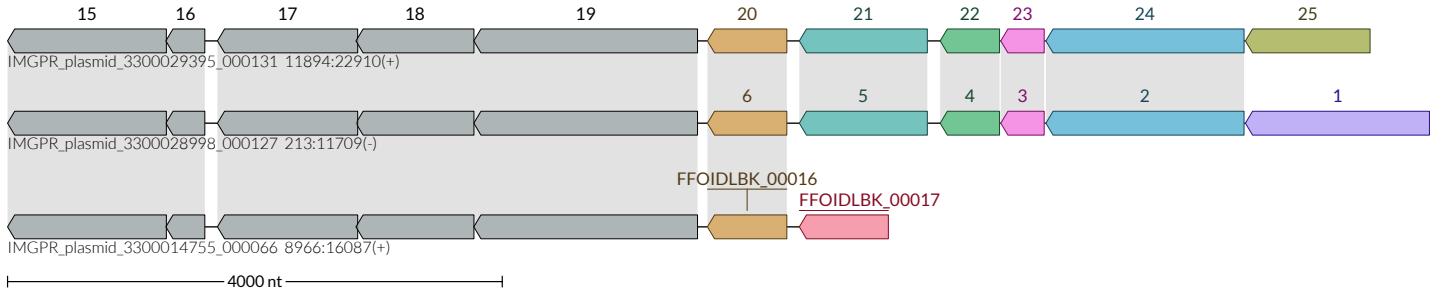 15 16 17 18 19 20 21 22 23 24 25
IMGPR_plasmid_3300029395_000131 11894:22910(+)
6 5 4 3 2 1
IMGPR_plasmid_3300028998_000127 213:11709(-)
FFOIDLBK_00016
FFOIDLBK_00017
IMGPR_plasmid_3300014755_000066 8966:16087(+)
4000 nt